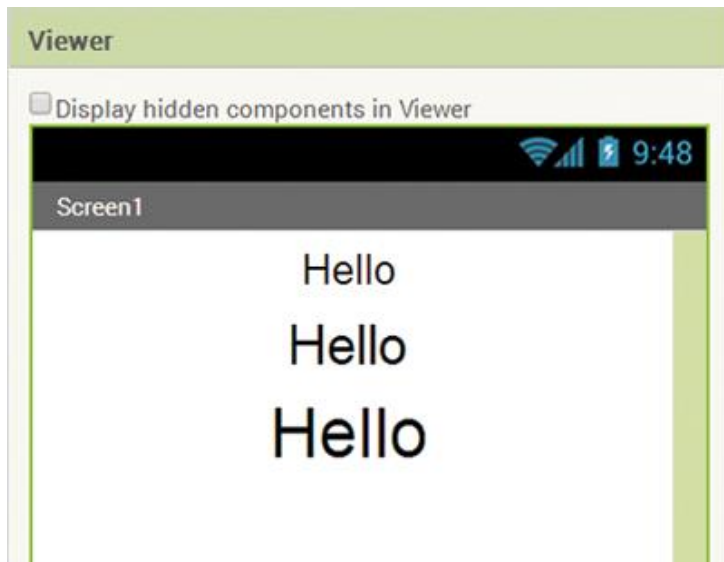 Viewer
Display hidden components in Viewer
9:48
Screen1
Hello
Hello
Hello